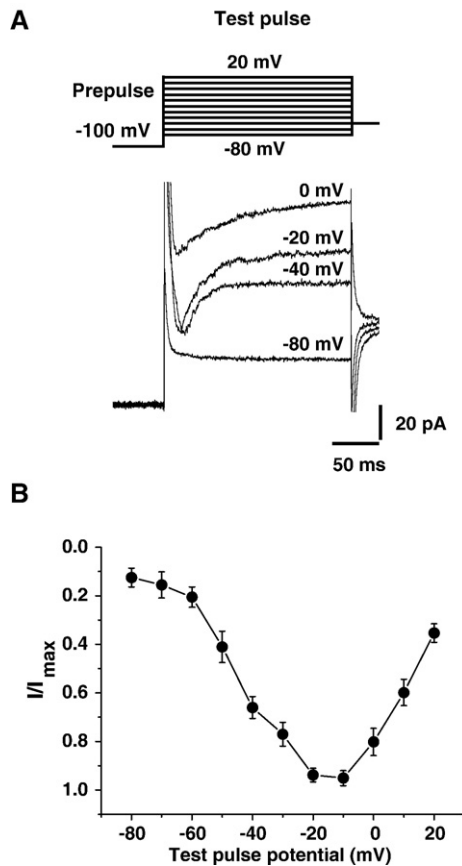 A
Test pulse
20 mV
Prepulse
-100 mV
-80 mV
0 mV
-20 mV
-40 mV
-80 mV
20 pA
50 ms
B
0.0
0.2
0.4
0.6
0.8
1.0
I/Imax
-80 -60 -40 -20 0 20
Test pulse potential (mV)